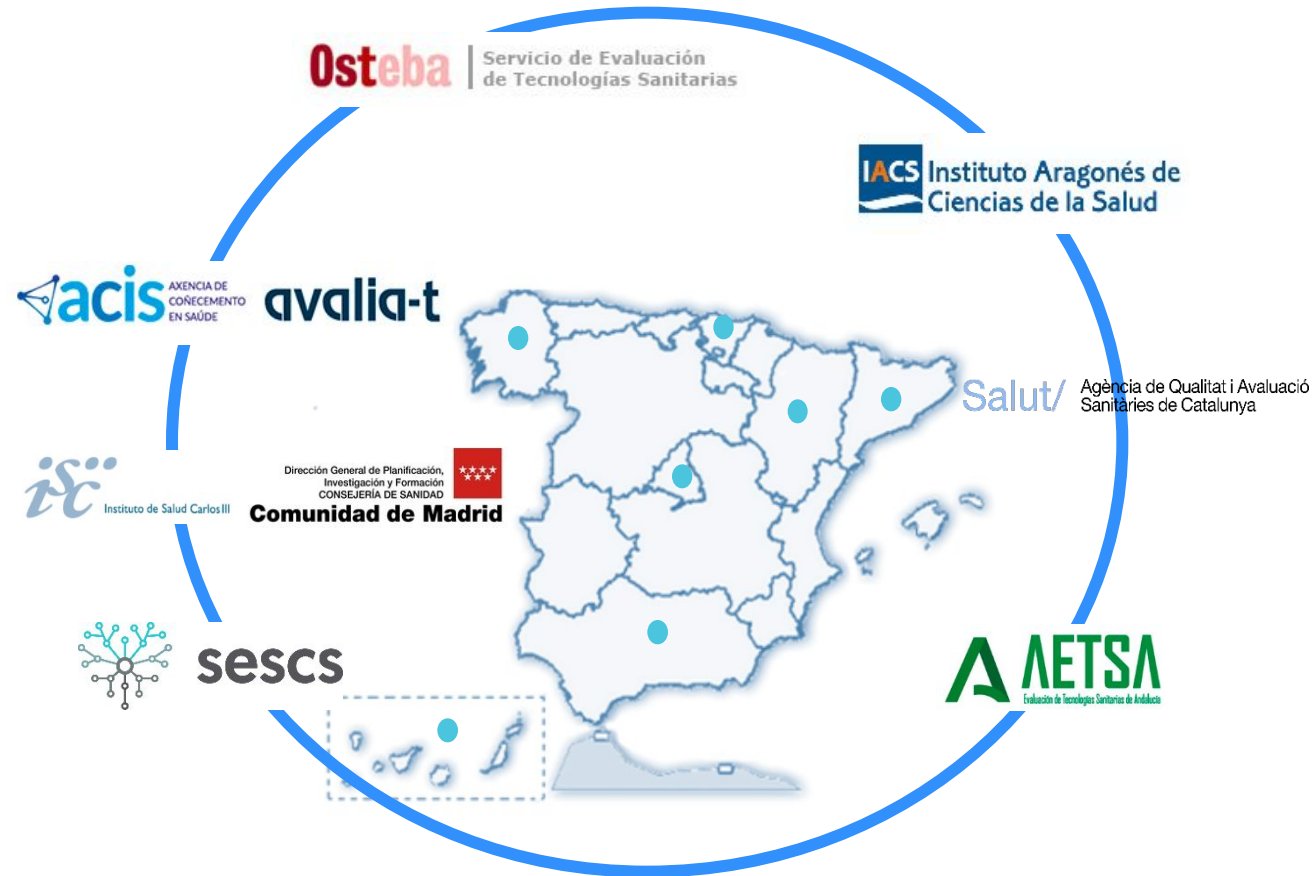 Osteba Servicio de Evaluación
de Tecnologías Sanitarias
IACS Instituto Aragonés de
Ciencias de la Salud
acis AXENCIA DE
COÑECEMENTO
EN SAÚDE
avalia-t
Salut/ Agència de Qualitat i Avaluació
Sanitàries de Catalunya
isciii Instituto de Salud Carlos III
Dirección General de Planificación,
Investigación y Formación
CONSEJERÍA DE SANIDAD
Comunidad de Madrid
sescs
AETSA
Evaluación de Tecnologías Sanitarias de Andalucía